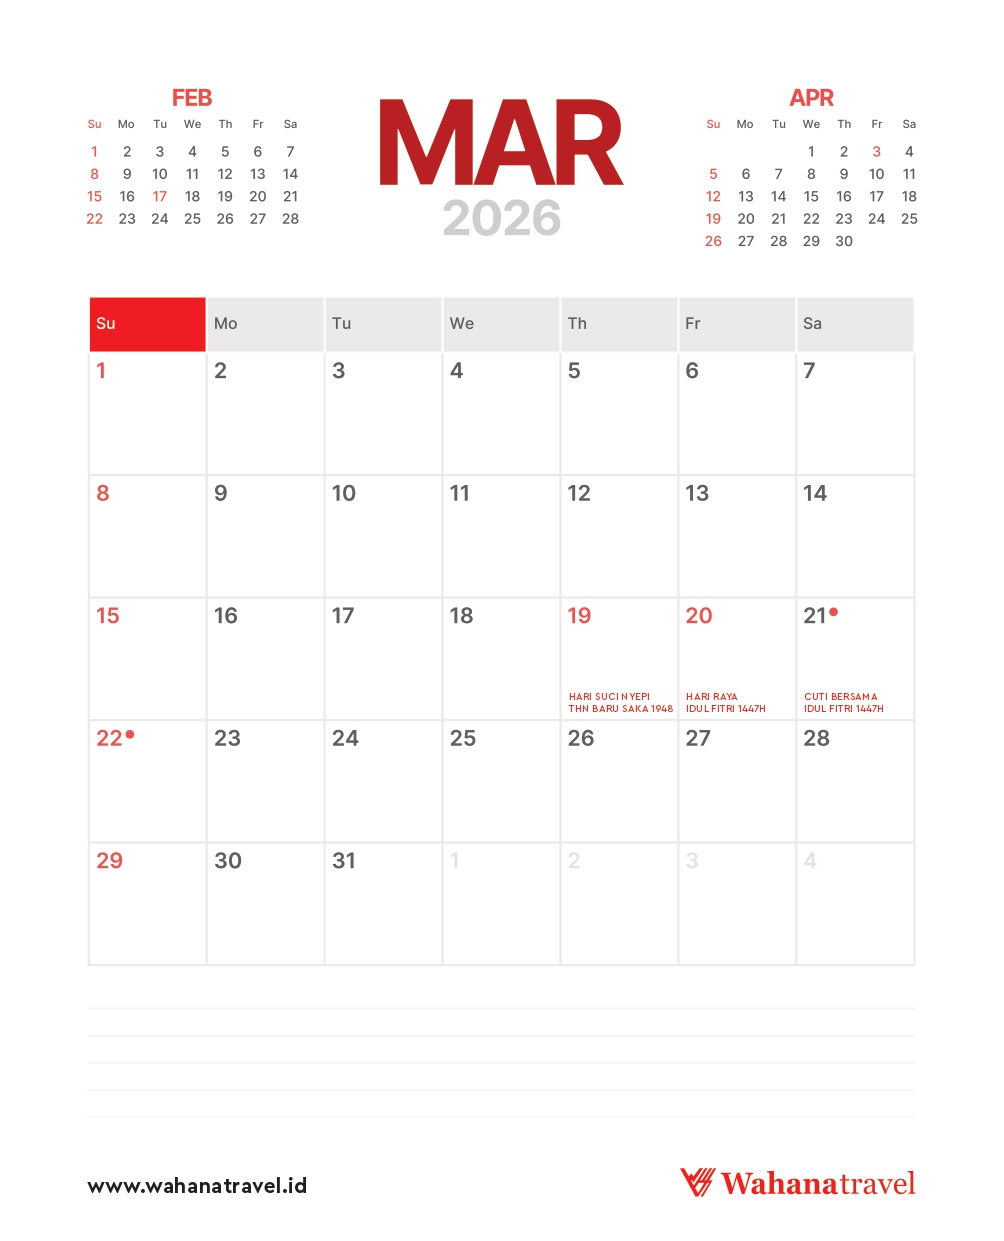 FEB
Su Mo Tu We Th Fr Sa
1 2 3 4 5 6 7
8 9 10 11 12 13 14
15 16 17 18 19 20 21
22 23 24 25 26 27 28
MAR
2026
APR
Su Mo Tu We Th Fr Sa
1 2 3 4
5 6 7 8 9 10 11
12 13 14 15 16 17 18
19 20 21 22 23 24 25
26 27 28 29 30
Su Mo Tu We Th Fr Sa
1 2 3 4 5 6 7
8 9 10 11 12 13 14
15 16 17 18 19 20 21
HARI SUCI NYEPI
THN BARU SAKA 1948
HARI RAYA
IDUL FITRI 1447H
CUTI BERSAMA
IDUL FITRI 1447H
22 23 24 25 26 27 28
29 30 31 1 2 3 4
www.wahanatravel.id
Wahanatravel